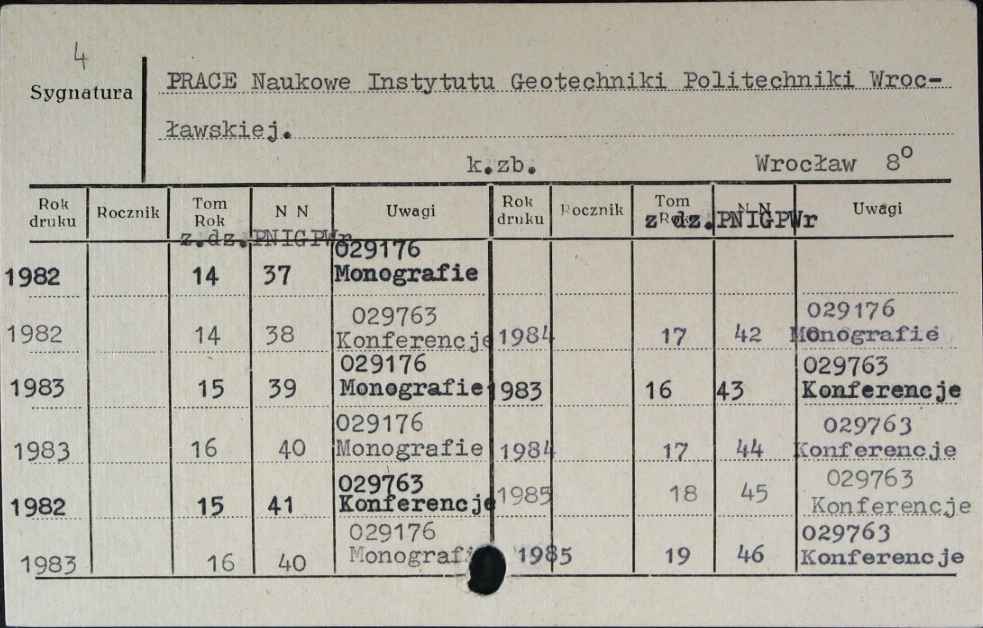 4
Sygnatura
PRACE Naukowe Instytutu Geotechniki Politechniki Wroc-
ławskiej.
k.zb. Wrocław 8º
Rok druku Rocznik Tom Rok N N Uwagi Rok druku Rocznik Tom Rok N N Uwagi
z.dz.PNIGPWr z dz.PNIGPWr
029176
1982 14 37 Monografie
029763 029176
1982 14 38 Konferencje 1984 17 42 Monografie
029176 029763
1983 15 39 Monografie 1983 16 43 Konferencje
029176 029763
1983 16 40 Monografie 1984 17 44 Konferencje
029763 029763
1982 15 41 Konferencje 1985 18 45 Konferencje
029176 029763
1983 16 40 Monografi 1985 19 46 Konferencje